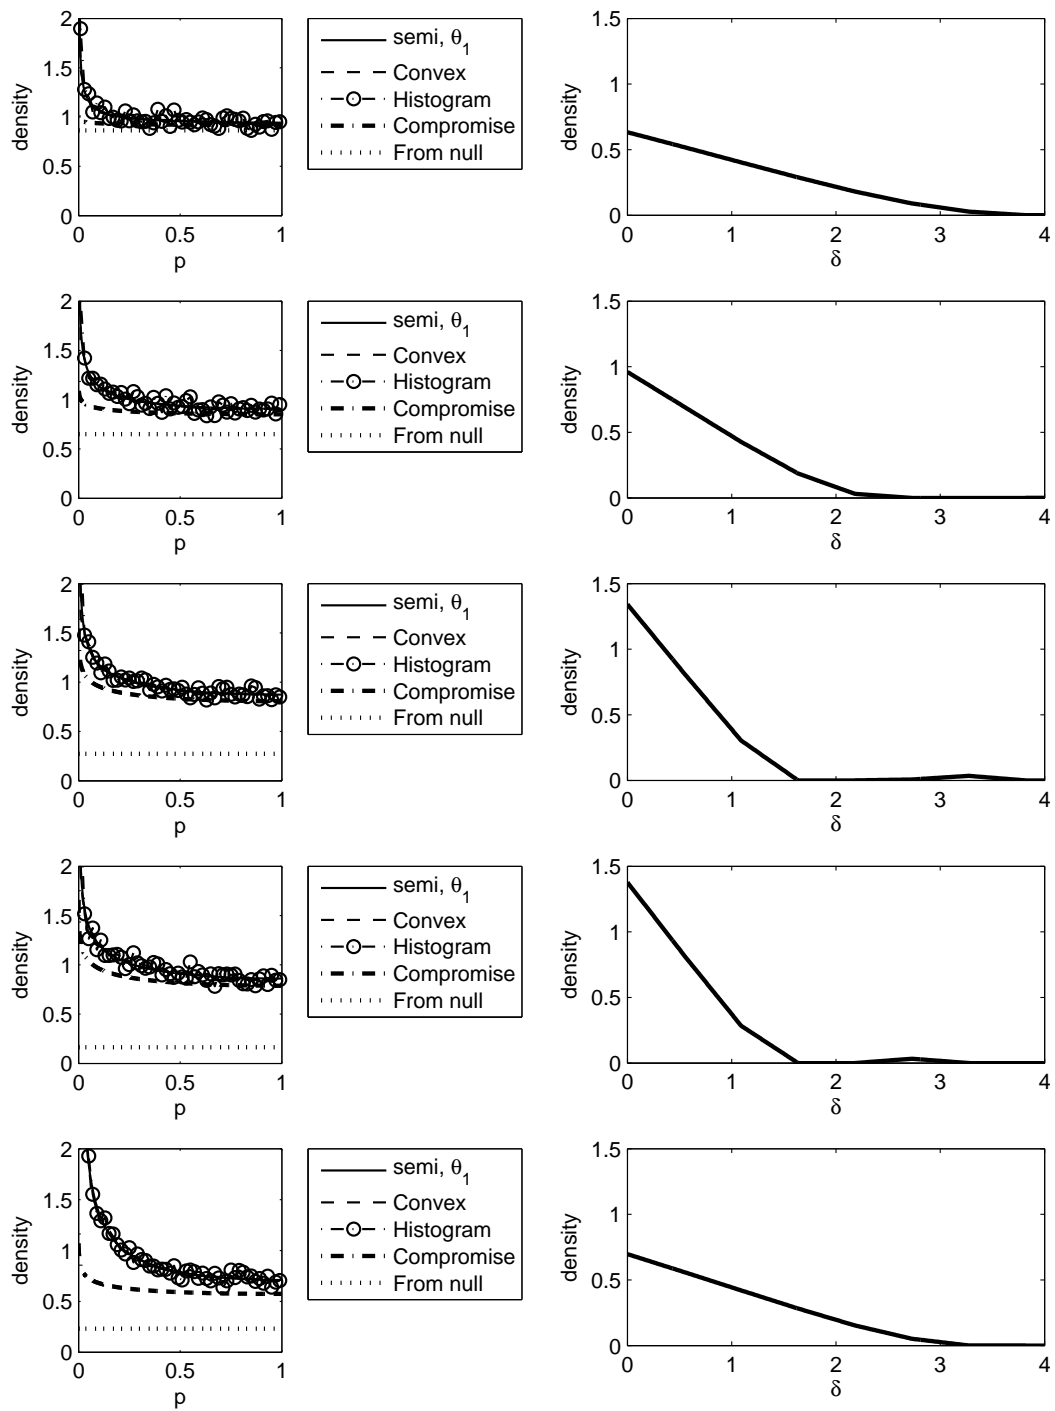 density
2
1.5
1
0.5
0
0 0.5 1
p
semi, θ1
Convex
Histogram
Compromise
From null
density
1.5
1
0.5
0
0 1 2 3 4
δ
density
2
1.5
1
0.5
0
0 0.5 1
p
semi, θ1
Convex
Histogram
Compromise
From null
density
1.5
1
0.5
0
0 1 2 3 4
δ
density
2
1.5
1
0.5
0
0 0.5 1
p
semi, θ1
Convex
Histogram
Compromise
From null
density
1.5
1
0.5
0
0 1 2 3 4
δ
density
2
1.5
1
0.5
0
0 0.5 1
p
semi, θ1
Convex
Histogram
Compromise
From null
density
1.5
1
0.5
0
0 1 2 3 4
δ
density
2
1.5
1
0.5
0
0 0.5 1
p
semi, θ1
Convex
Histogram
Compromise
From null
density
1.5
1
0.5
0
0 1 2 3 4
δ